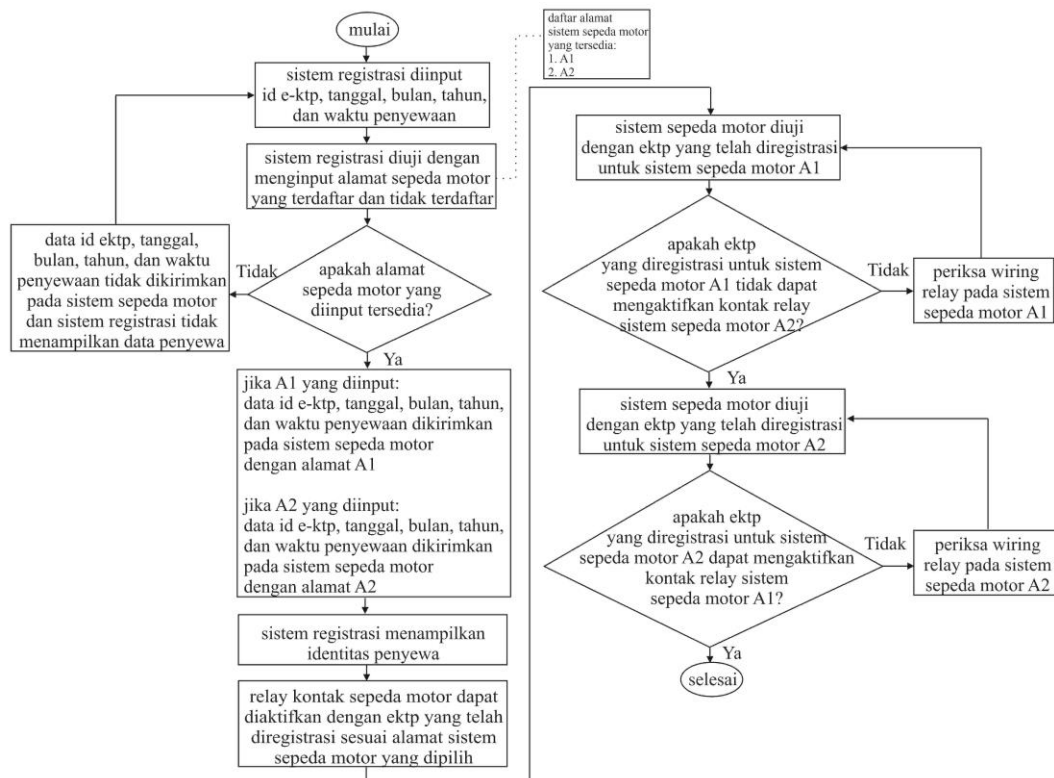 mulai
sistem registrasi diinput
id e-ktp, tanggal, bulan, tahun,
dan waktu penyewaan
sistem registrasi diuji dengan
menginput alamat sepeda motor
yang terdaftar dan tidak terdaftar
daftar alamat
sistem sepeda motor
yang tersedia:
1. A1
2. A2
apakah alamat
sepeda motor yang
diinput tersedia?
Tidak
data id ektp, tanggal,
bulan, tahun, dan waktu
penyewaan tidak dikirimkan
pada sistem sepeda motor
dan sistem registrasi tidak
menampilkan data penyewa
Ya
jika A1 yang diinput:
data id e-ktp, tanggal, bulan, tahun,
dan waktu penyewaan dikirimkan
pada sistem sepeda motor
dengan alamat A1
jika A2 yang diinput:
data id e-ktp, tanggal, bulan, tahun,
dan waktu penyewaan dikirimkan
pada sistem sepeda motor
dengan alamat A2
sistem registrasi menampilkan
identitas penyewa
relay kontak sepeda motor dapat
diaktifkan dengan ektp yang telah
diregistrasi sesuai alamat sistem
sepeda motor yang dipilih
sistem sepeda motor diuji
dengan ektp yang telah diregistrasi
untuk sistem sepeda motor A1
apakah ektp
yang diregistrasi untuk sistem
sepeda motor A1 tidak dapat
mengaktifkan kontak relay
sistem sepeda motor A2?
Tidak
periksa wiring
relay pada sistem
sepeda motor A1
Ya
sistem sepeda motor diuji
dengan ektp yang telah diregistrasi
untuk sistem sepeda motor A2
apakah ektp
yang diregistrasi untuk sistem
sepeda motor A2 dapat mengaktifkan
kontak relay sistem
sepeda motor A1?
Tidak
periksa wiring
relay pada sistem
sepeda motor A2
Ya
selesai